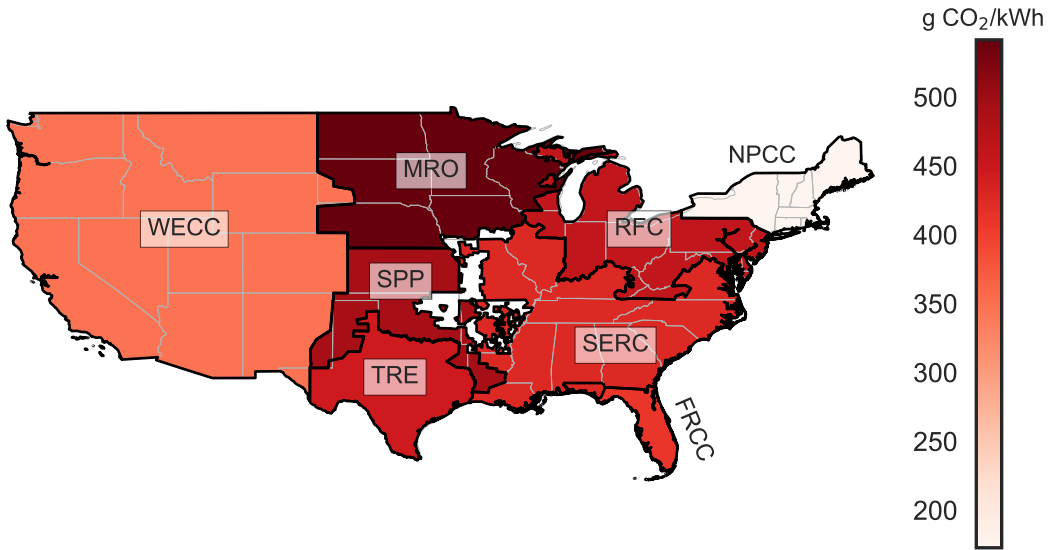 g CO₂/kWh
500
450
400
350
300
250
200
NPCC
MRO
WECC
RFC
SPP
SERC
TRE
FRCC